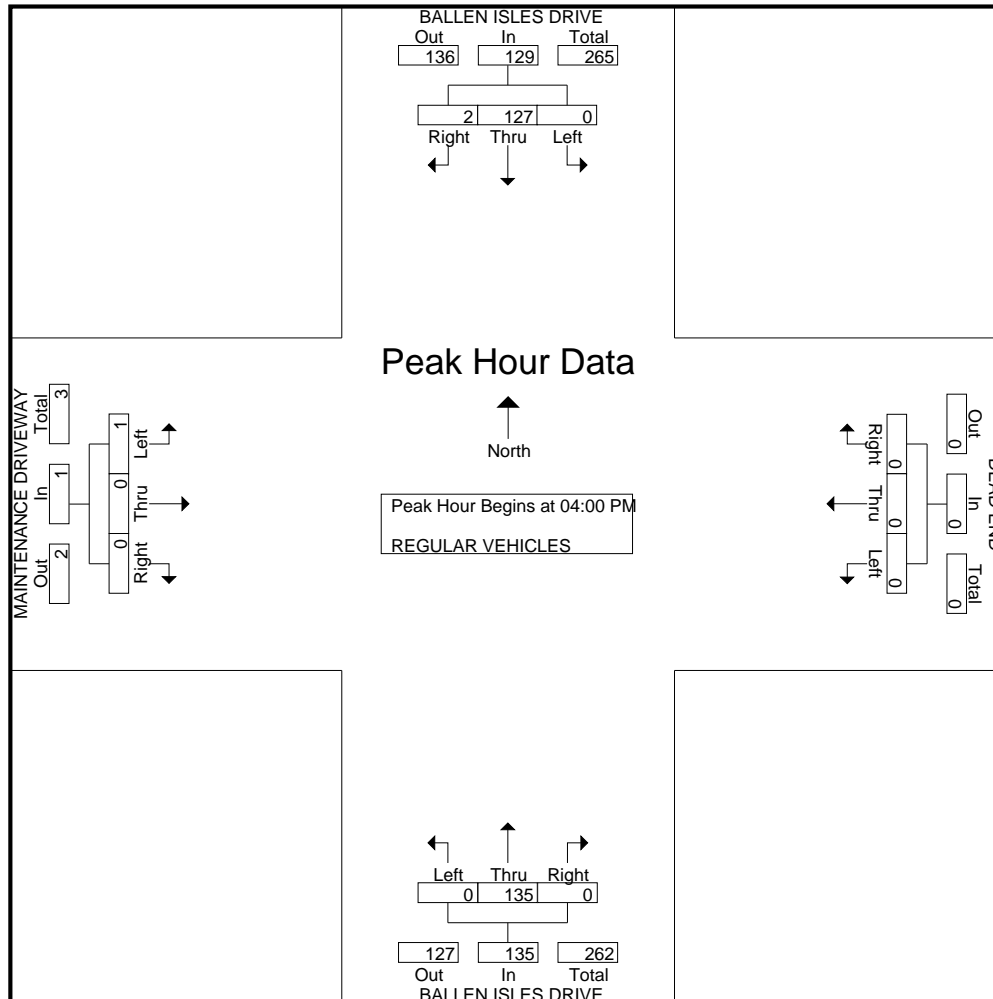 BALLEN ISLES DRIVE
Out In Total
136 129 265
2 127 0
Right Thru Left
Peak Hour Data
North
Peak Hour Begins at 04:00 PM
REGULAR VEHICLES
MAINTENANCE DRIVEWAY
Out In Total
2 1 3
0 0 1
Right Thru Left
DEAD END
Out In Total
0 0 0
0 0 0
Right Thru Left
Left Thru Right
0 135 0
127 135 262
Out In Total
BALLEN ISLES DRIVE